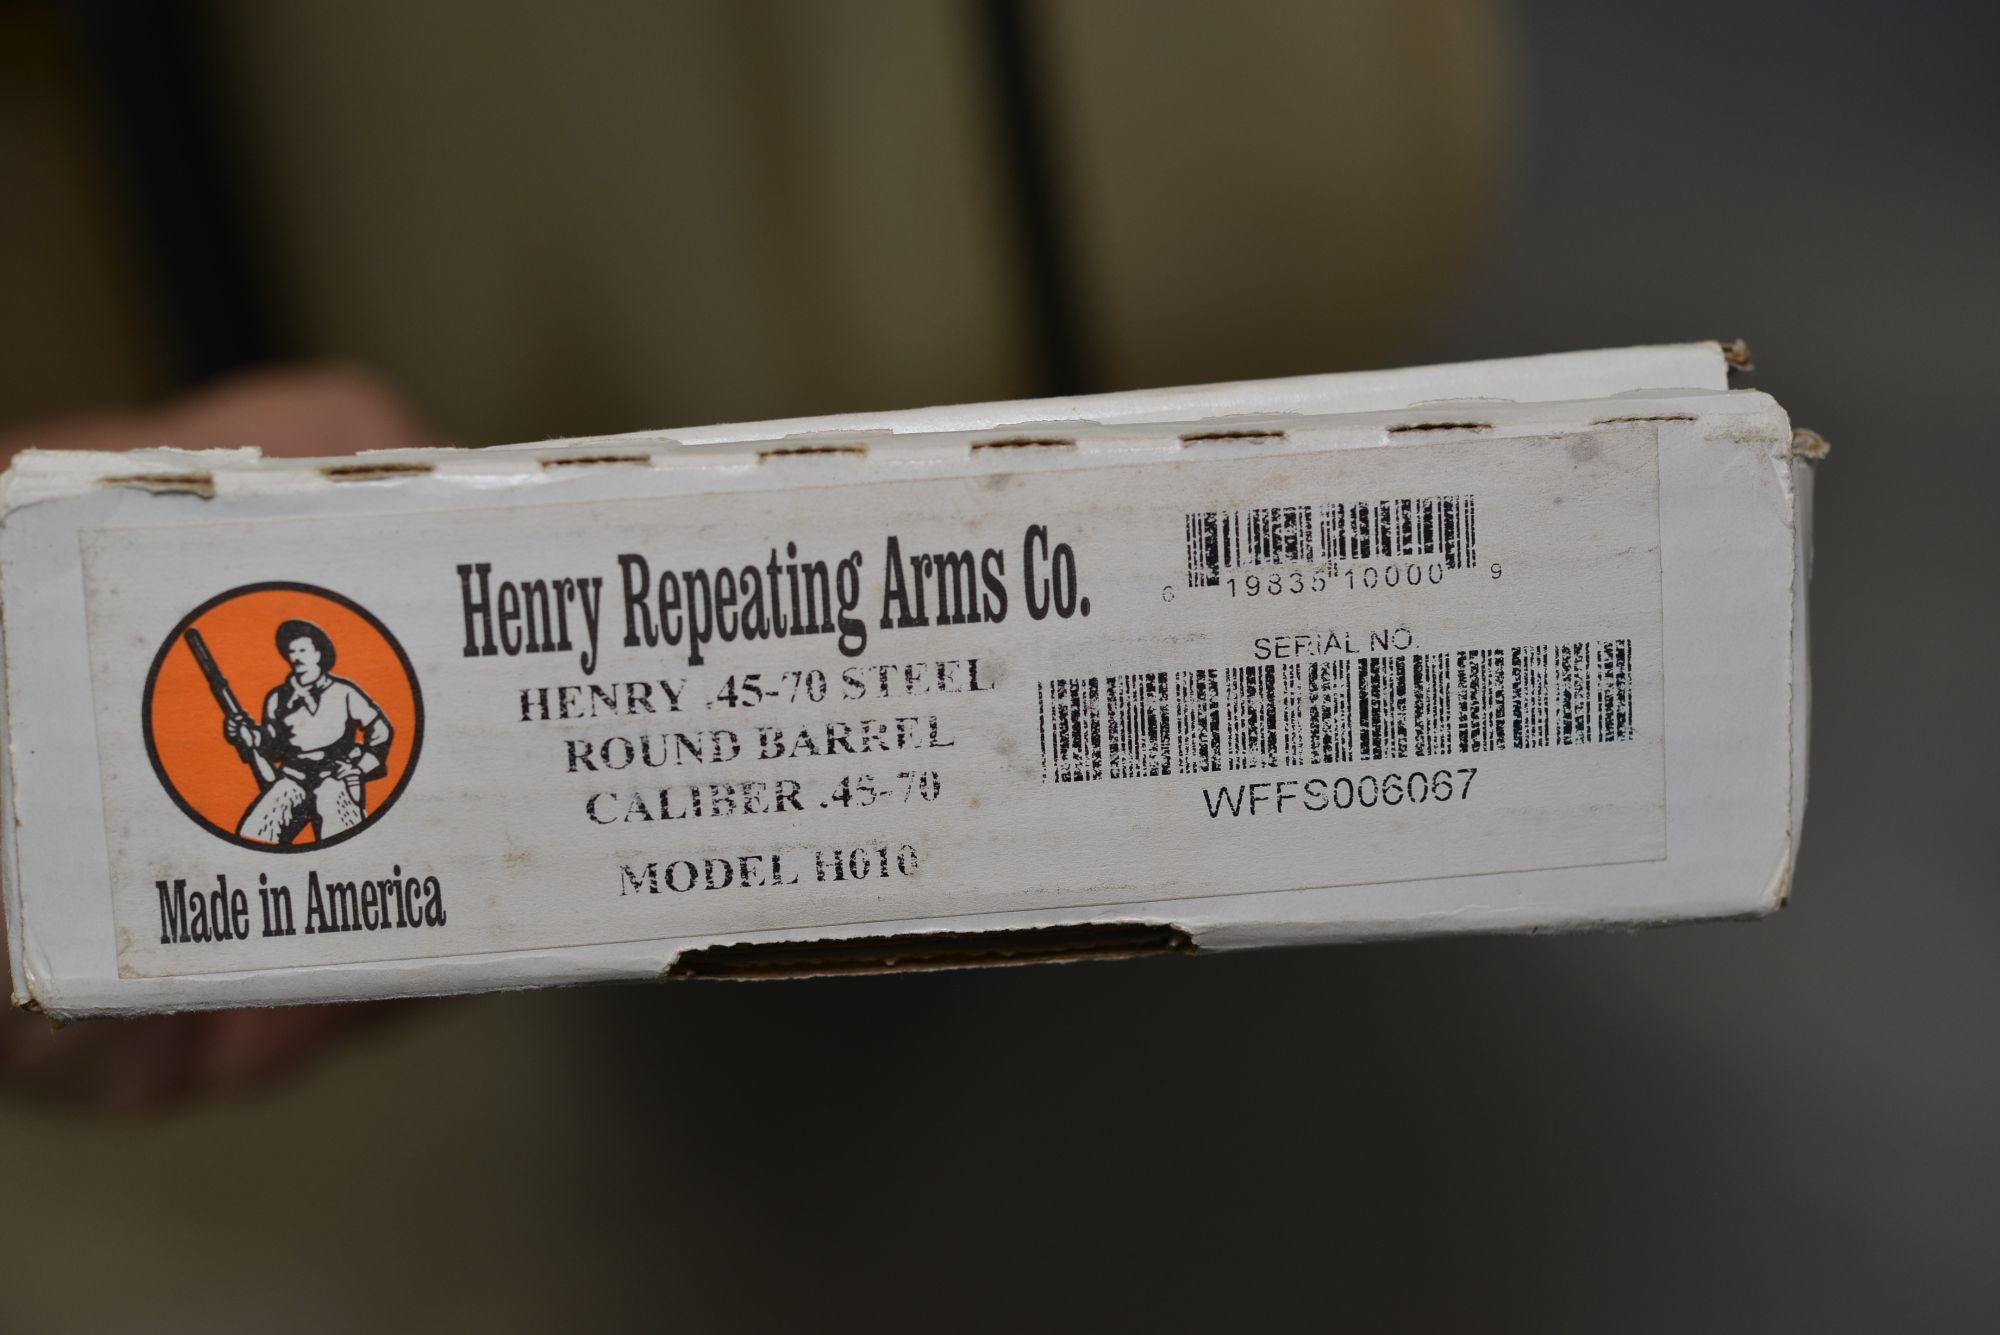 Henry Repeating Arms Co.
HENRY .45-70 STEEL
ROUND BARREL
CALIBER .45-70
MODEL H010
Made in America
6 19835 10000 9
SERIAL NO.
WFFS006067